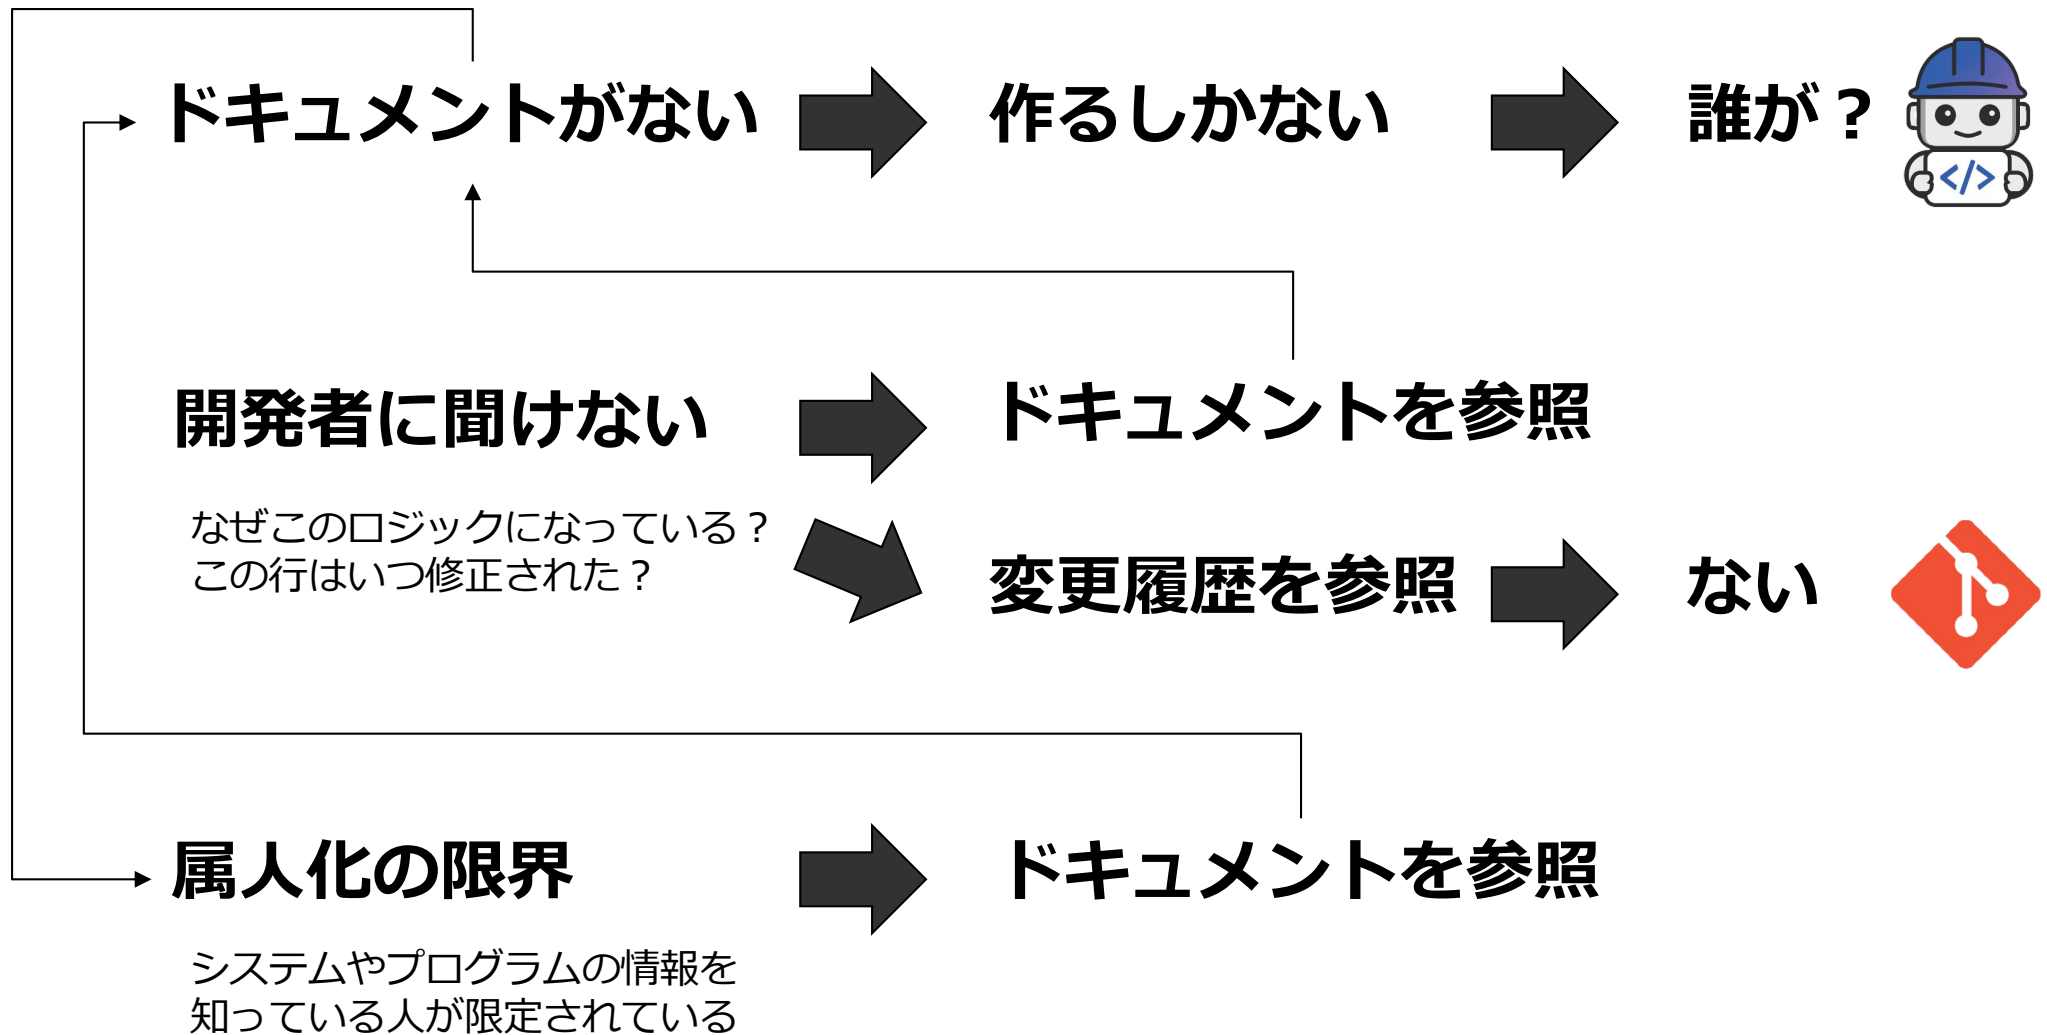 ドキュメントがない
作るしかない
誰が？
</>
開発者に聞けない
ドキュメントを参照
なぜこのロジックになっている？
この行はいつ修正された？
変更履歴を参照
ない
属人化の限界
ドキュメントを参照
システムやプログラムの情報を
知っている人が限定されている